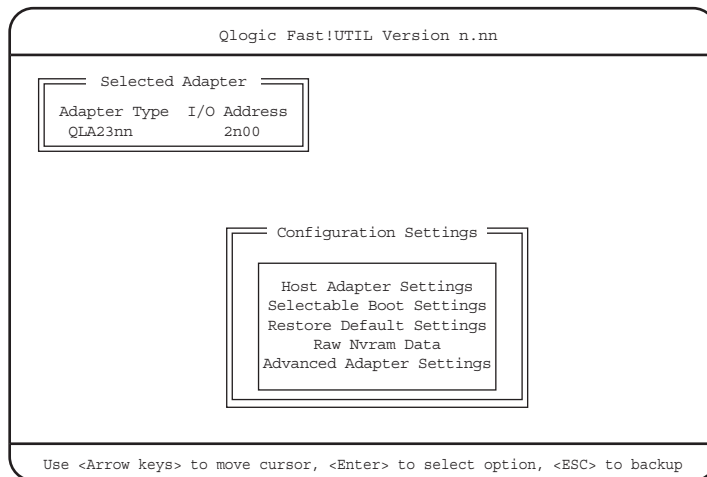 Qlogic Fast!UTIL Version n.nn
Selected Adapter
Adapter Type I/O Address
QLA23nn 2n00
Configuration Settings
Host Adapter Settings
Selectable Boot Settings
Restore Default Settings
Raw Nvram Data
Advanced Adapter Settings
Use <Arrow keys> to move cursor, <Enter> to select option, <ESC> to backup